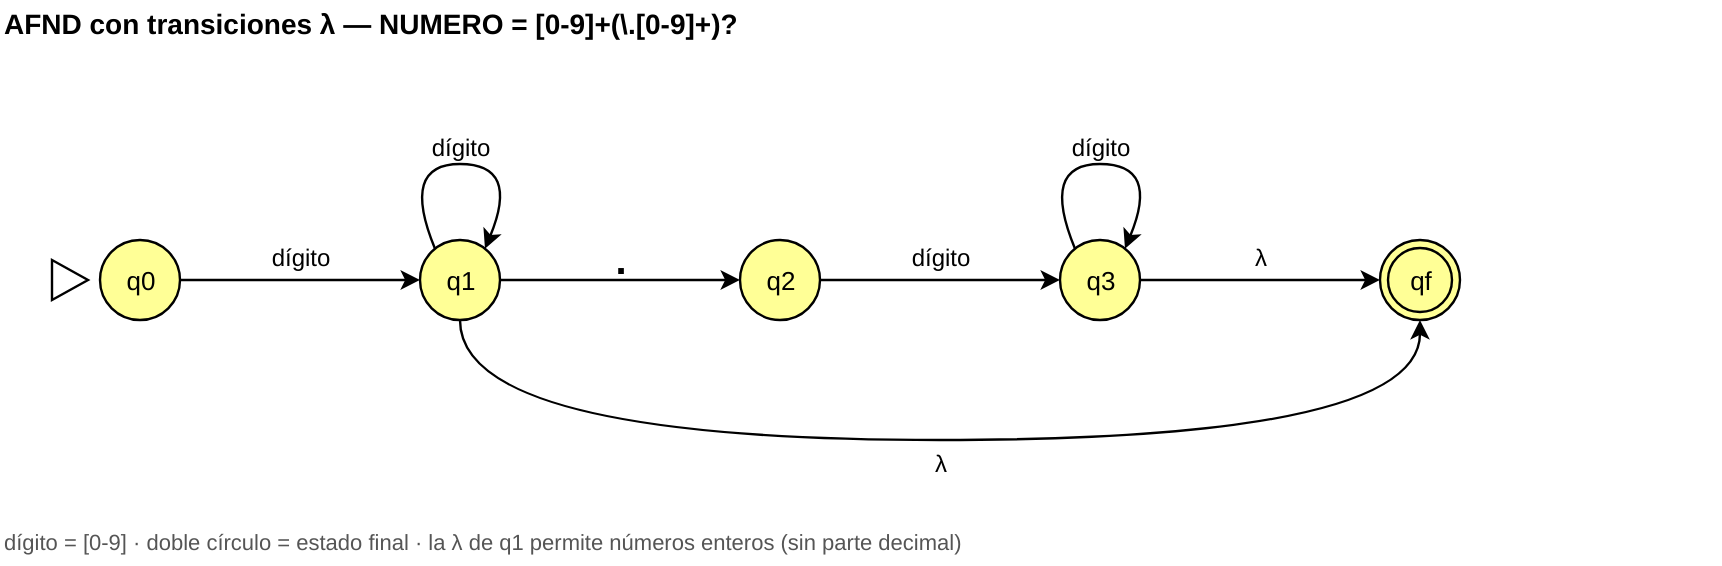 AFND con transiciones λ — NUMERO = [0-9]+(\.[0-9]+)?
dígito
dígito
dígito
.
dígito
λ
q0
q1
q2
q3
qf
λ
dígito = [0-9] · doble círculo = estado final · la λ de q1 permite números enteros (sin parte decimal)